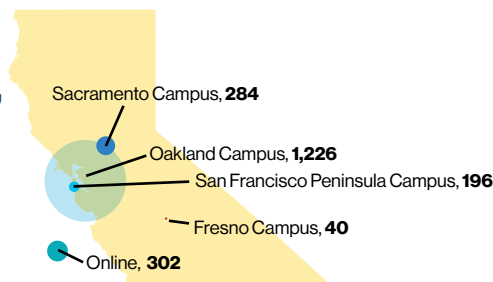 Sacramento Campus, 284
Oakland Campus, 1,226
San Francisco Peninsula Campus, 196
Fresno Campus, 40
Online, 302